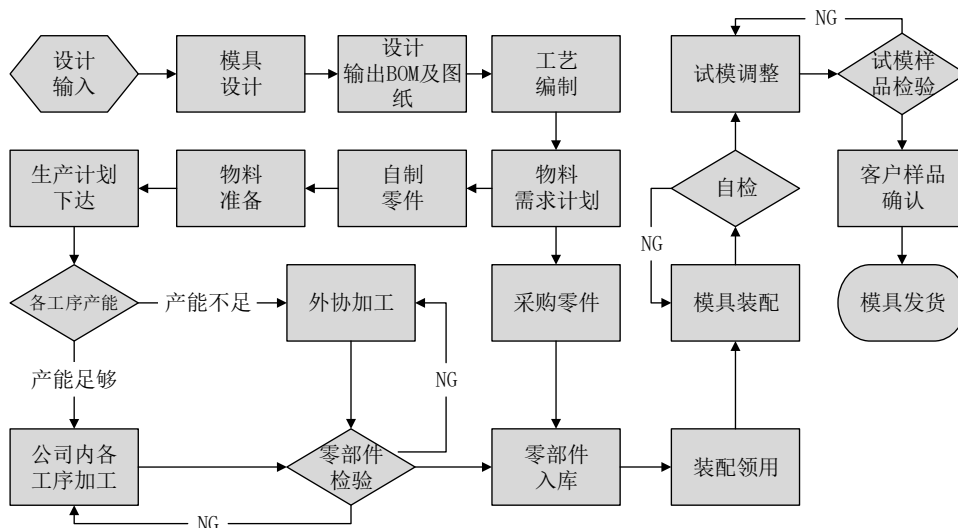 设计
输入
模具
设计
设计
输出BOM及图
纸
工艺
编制
试模调整
NG
试模样
品检验
生产计划
下达
物料
准备
自制
零件
物料
需求计划
自检
NG
客户样品
确认
各工序产能
产能不足
外协加工
采购零件
模具装配
模具发货
产能足够
NG
公司内各
工序加工
零部件
检验
零部件
入库
装配领用
NG